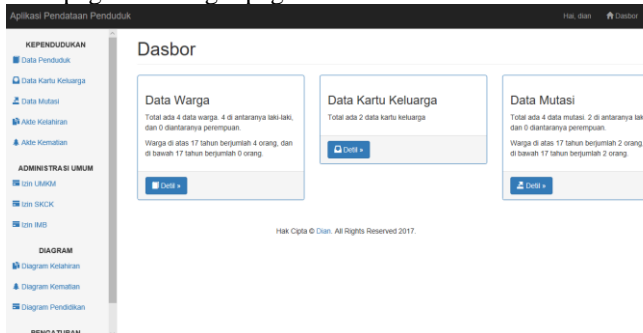 Aplikasi Pendataan Penduduk
Hai, dian
Dasbor
KEPENDUDUKAN
Data Penduduk
Data Kartu Keluarga
Data Mutasi
Akte Kelahiran
Akte Kematian
ADMINISTRASI UMUM
Izin UMKM
Izin SKCK
Izin IMB
DIAGRAM
Diagram Kelahiran
Diagram Kematian
Diagram Pendidikan
PENGATURAN
Dasbor
Data Warga
Total ada 4 data warga. 4 di antaranya laki-laki,
dan 0 diantaranya perempuan.
Warga di atas 17 tahun berjumlah 4 orang, dan
di bawah 17 tahun berjumlah 0 orang.
Detil »
Data Kartu Keluarga
Total ada 2 data kartu keluarga
Detil »
Data Mutasi
Total ada 4 data mutasi. 2 di antaranya laki
dan 0 diantaranya perempuan.
Warga di atas 17 tahun berjumlah 2 orang
di bawah 17 tahun berjumlah 2 orang.
Detil »
Hak Cipta © Dian. All Rights Reserved 2017.